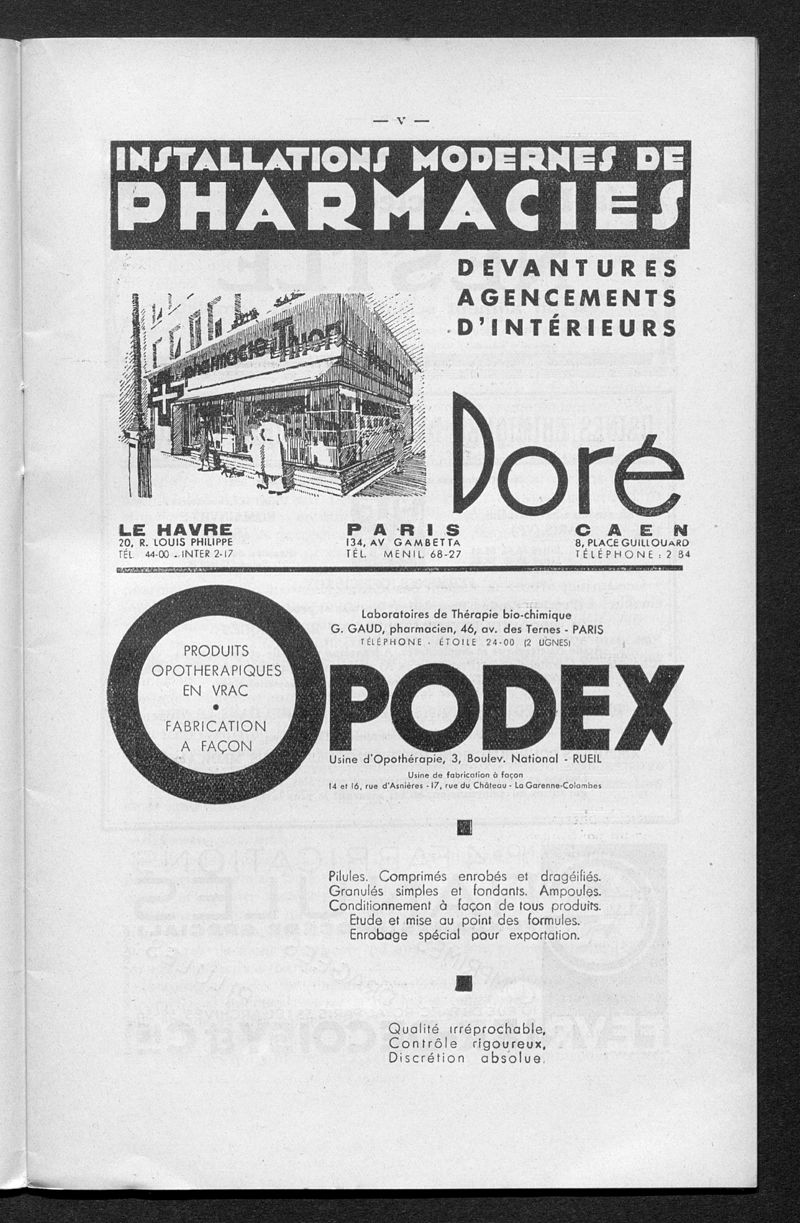 — V —
INSTALLATIONS MODERNES DE
PHARMACIES
DEVANTURES
AGENCEMENTS
D'INTÉRIEURS
pharmacie Thor
Doré
LE HAVRE
20, R. LOUIS PHILIPPE
TÉL 44-00 . INTER 2-17
PARIS
134, AV GAMBETTA
TÉL. MENIL 68-27
CAEN
8, PLACE GUILLOUARD
TÉLÉPHONE : 2 84
PRODUITS
OPOTHERAPIQUES
EN VRAC
•
FABRICATION
A FAÇON
Laboratoires de Thérapie bio-chimique
G. GAUD, pharmacien, 46, av. des Ternes - PARIS
TÉLÉPHONE - ÉTOILE 24-00 (2 LIGNES)
OPODEX
Usine d'Opothérapie, 3, Boulev. National - RUEIL
Usine de fabrication à façon
14 et 16, rue d'Asnières - 17, rue du Château - La Garenne-Colombes
Pilules. Comprimés enrobés et dragéifiés.
Granulés simples et fondants. Ampoules.
Conditionnement à façon de tous produits.
Etude et mise au point des formules.
Enrobage spécial pour exportation.
Qualité irréprochable,
Contrôle rigoureux,
Discrétion absolue.